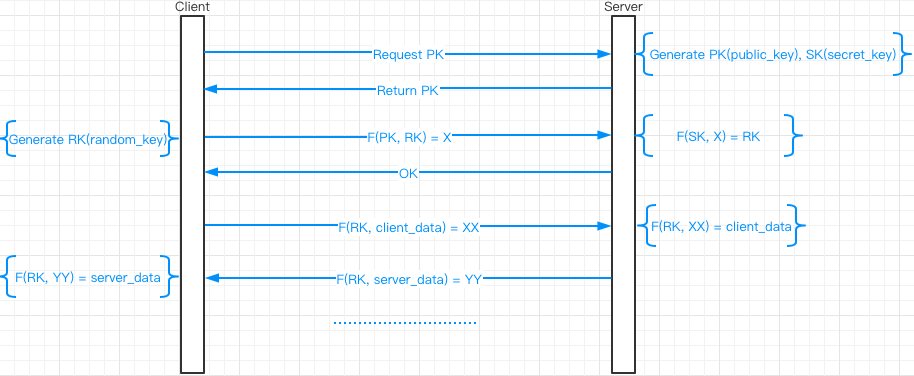 Client
Server
Request PK
Generate PK(public_key), SK(secret_key)
Return PK
Generate RK(random_key)
F(PK, RK) = X
F(SK, X) = RK
OK
F(RK, client_data) = XX
F(RK, XX) = client_data
F(RK, YY) = server_data
F(RK, server_data) = YY